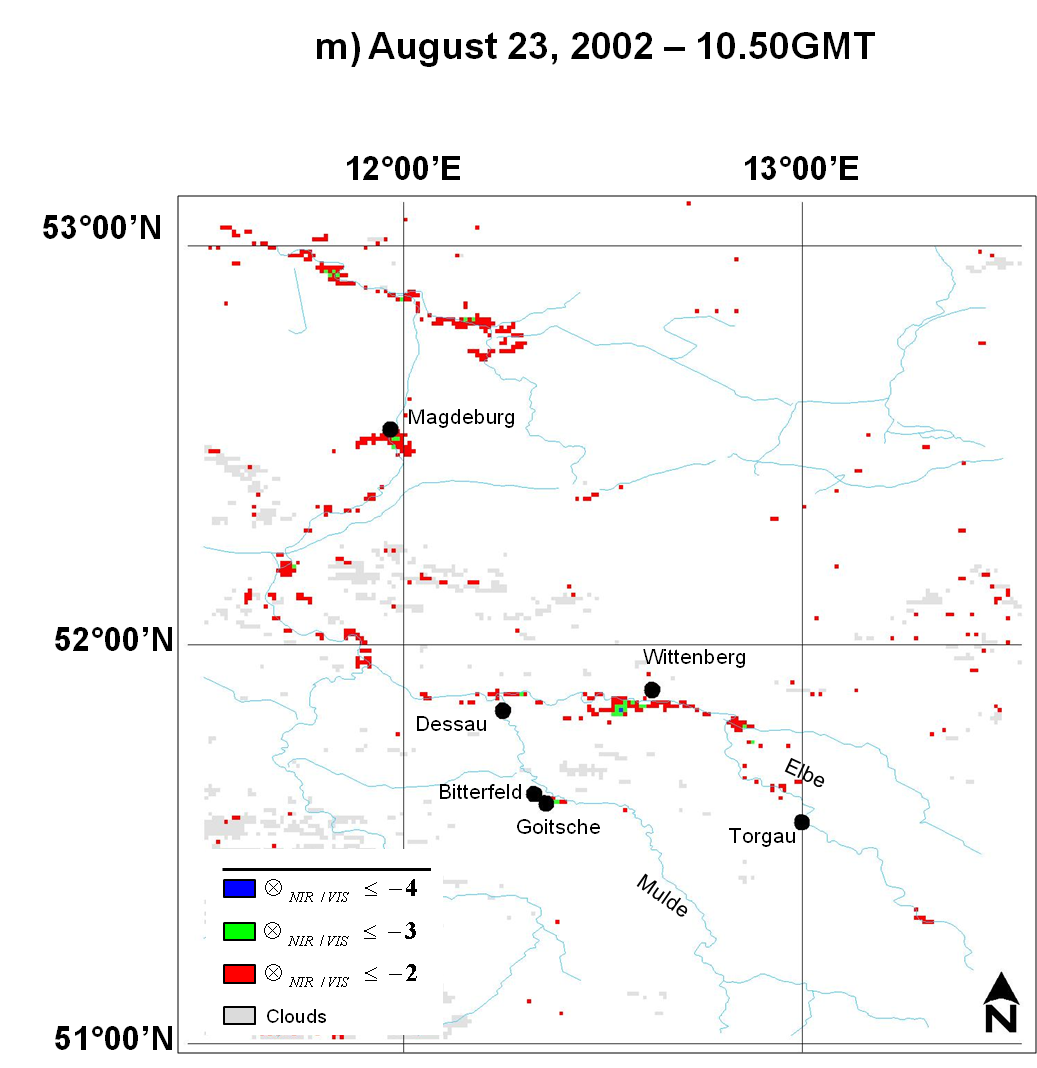 m) August 23, 2002 – 10.50GMT
12°00’E 13°00’E
53°00’N
Magdeburg
52°00’N
Wittenberg
Dessau
Elbe
Bitterfeld
Goitsche
Torgau
Mulde
⊗ NIR / VIS ≤ −4
⊗ NIR / VIS ≤ −3
⊗ NIR / VIS ≤ −2
Clouds
N
51°00’N